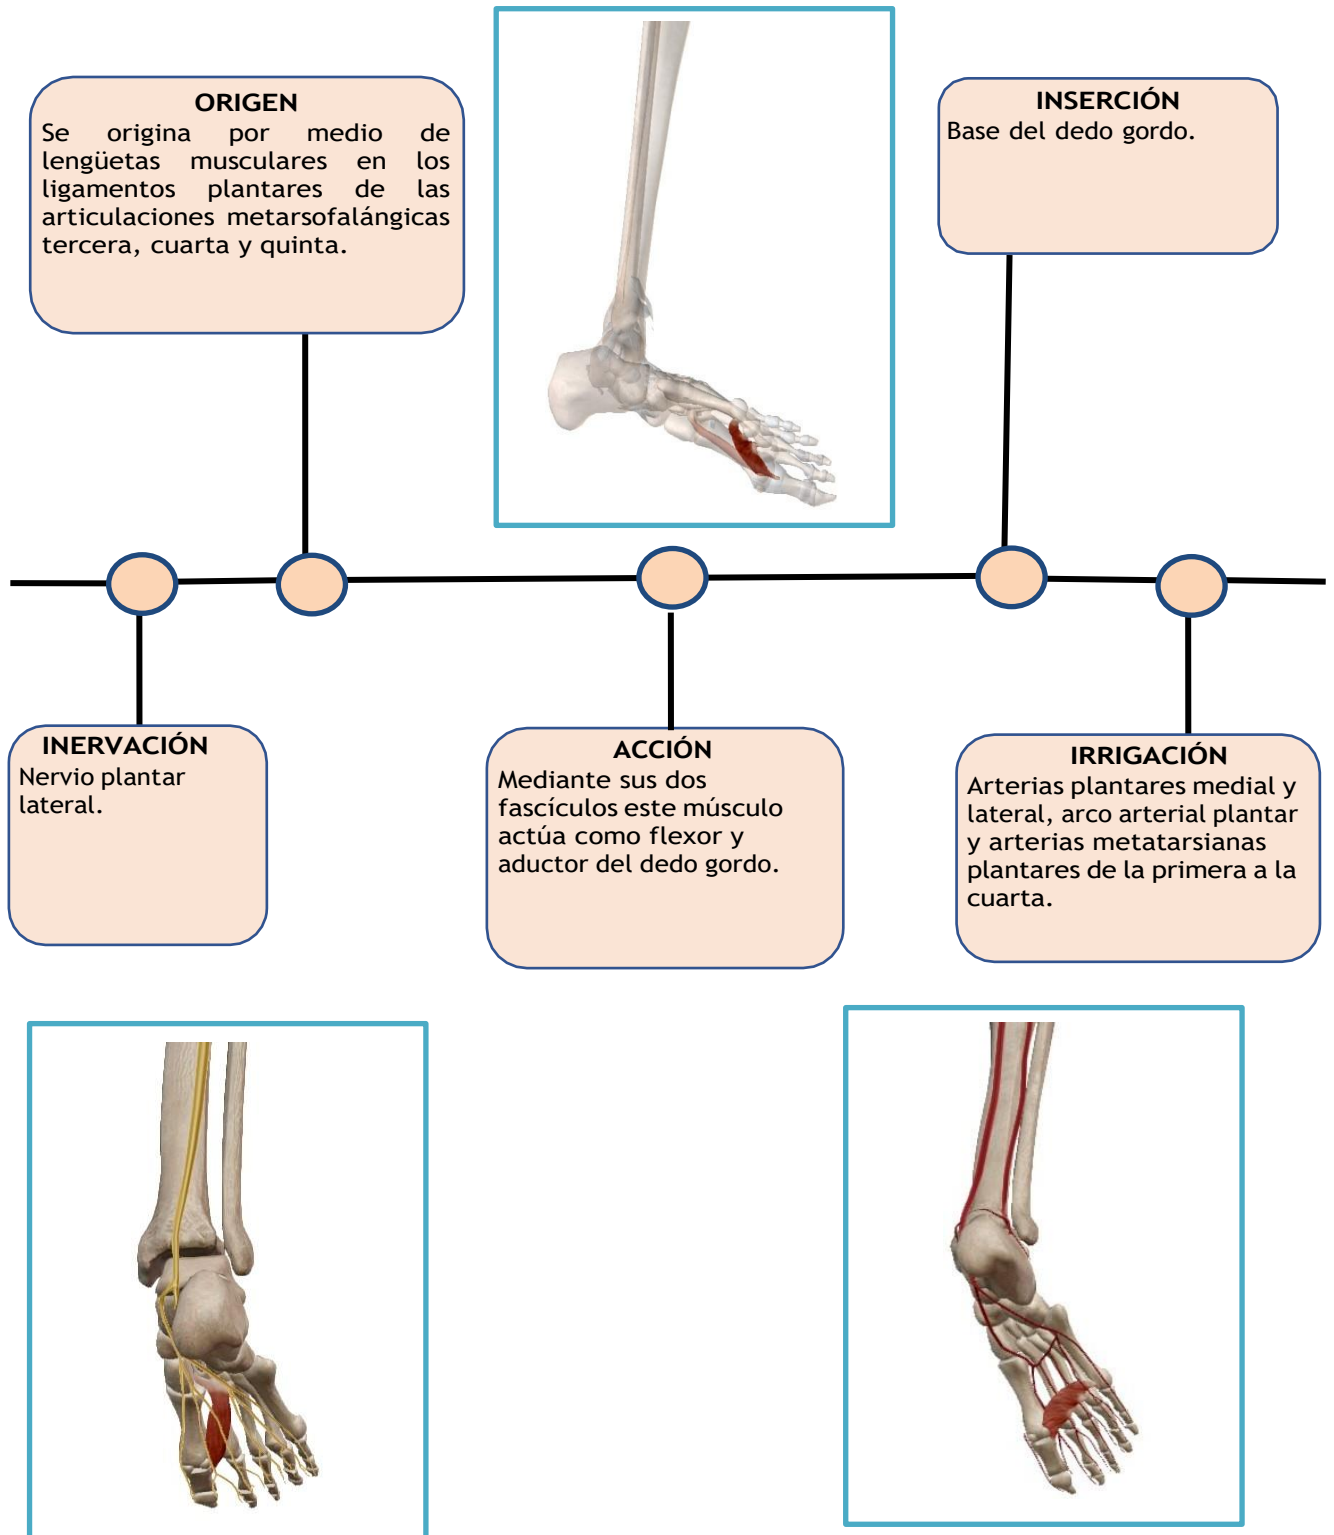 ORIGEN
Se origina por medio de
lengüetas musculares en los
ligamentos plantares de las
articulaciones metarsofalángicas
tercera, cuarta y quinta.
INSERCIÓN
Base del dedo gordo.
INERVACIÓN
Nervio plantar
lateral.
ACCIÓN
Mediante sus dos
fascículos este músculo
actúa como flexor y
aductor del dedo gordo.
IRRIGACIÓN
Arterias plantares medial y
lateral, arco arterial plantar
y arterias metatarsianas
plantares de la primera a la
cuarta.